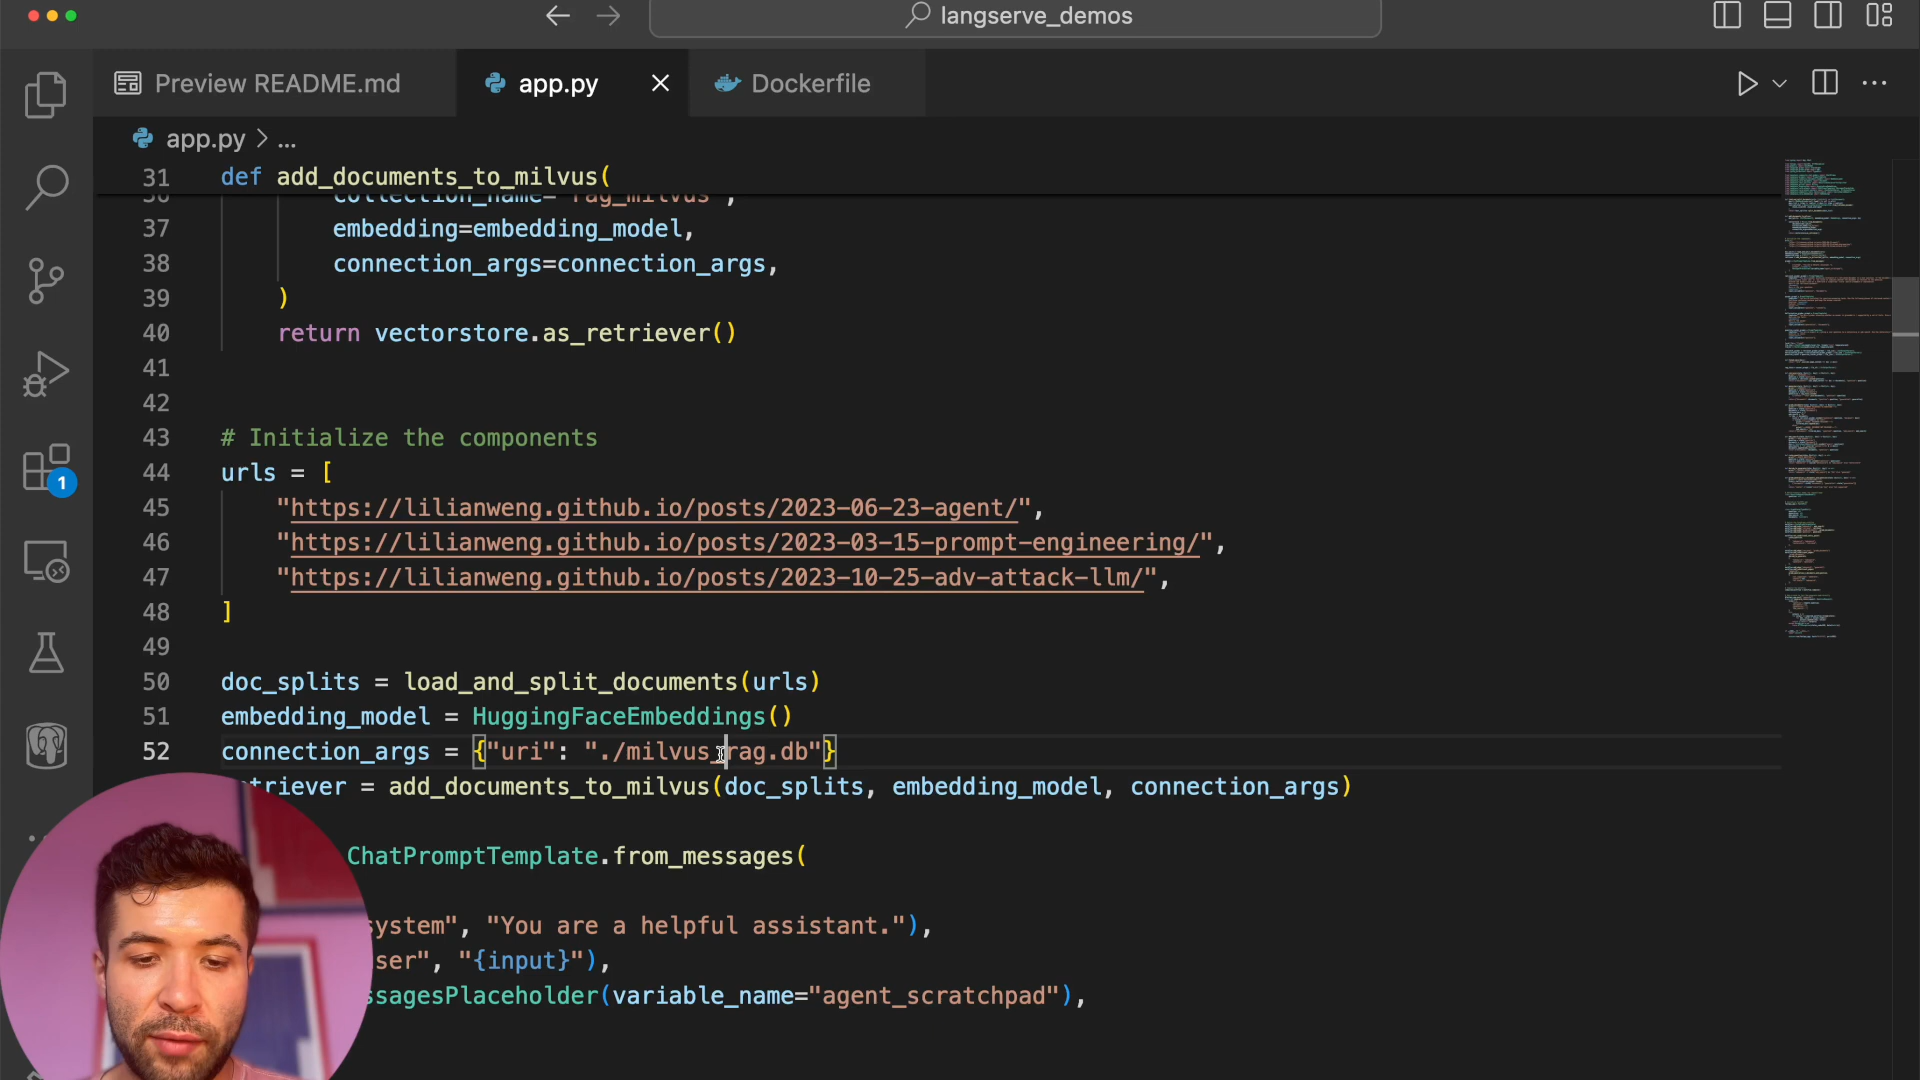 langserve_demos
Preview README.md
app.py
Dockerfile
app.py > ...
31 def add_documents_to_milvus(
36 collection_name="rag_milvus",
37 embedding=embedding_model,
38 connection_args=connection_args,
39 )
40 return vectorstore.as_retriever()
41
42
43 # Initialize the components
44 urls = [
45 "https://lilianweng.github.io/posts/2023-06-23-agent/",
46 "https://lilianweng.github.io/posts/2023-03-15-prompt-engineering/",
47 "https://lilianweng.github.io/posts/2023-10-25-adv-attack-llm/",
48 ]
49
50 doc_splits = load_and_split_documents(urls)
51 embedding_model = HuggingFaceEmbeddings()
52 connection_args = {"uri": "./milvus_rag.db"}
triever = add_documents_to_milvus(doc_splits, embedding_model, connection_args)
ChatPromptTemplate.from_messages(
system", "You are a helpful assistant."),
ser", "{input}"),
ssagesPlaceholder(variable_name="agent_scratchpad"),
1